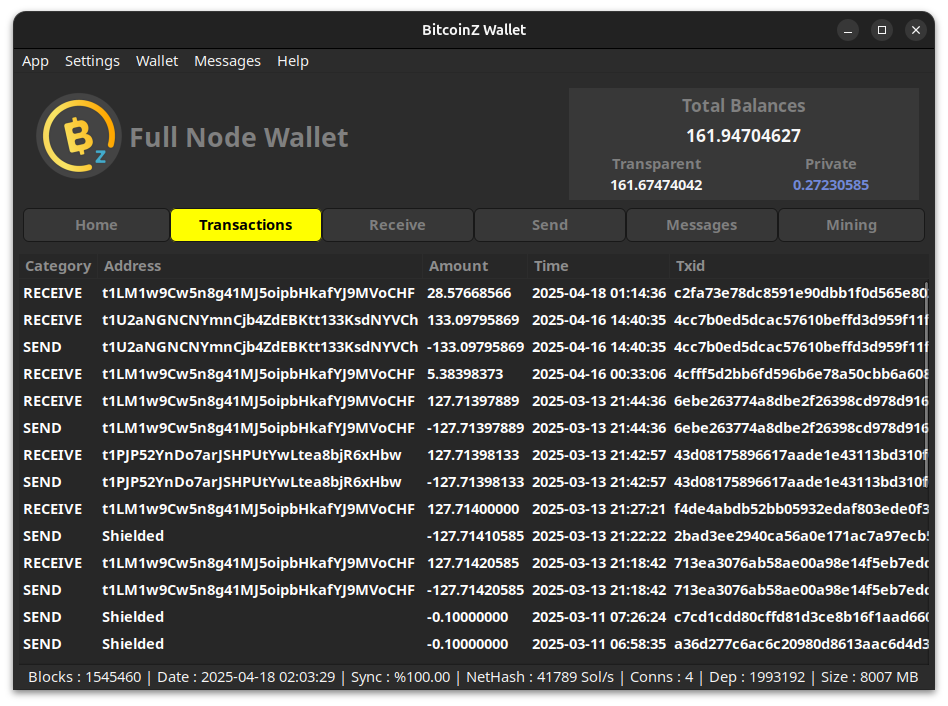 BitcoinZ Wallet
App Settings Wallet Messages Help
Full Node Wallet
Total Balances
161.94704627
Transparent Private
161.67474042 0.27230585
Home Transactions Receive Send Messages Mining
Category Address Amount Time Txid
RECEIVE t1LM1w9Cw5n8g41MJ5oipbHkafYJ9MVoCHF 28.57668566 2025-04-18 01:14:36 c2fa73e78dc8591e90dbb1f0d565e80
RECEIVE t1U2aNGNCNYmnCjb4ZdEBKtt133KsdNYVCh 133.09795869 2025-04-16 14:40:35 4cc7b0ed5dcac57610beffd3d959f11f
SEND t1U2aNGNCNYmnCjb4ZdEBKtt133KsdNYVCh -133.09795869 2025-04-16 14:40:35 4cc7b0ed5dcac57610beffd3d959f11f
RECEIVE t1LM1w9Cw5n8g41MJ5oipbHkafYJ9MVoCHF 5.38398373 2025-04-16 00:33:06 4cfff5d2bb6fd596b6e78a50cbb6a608
RECEIVE t1LM1w9Cw5n8g41MJ5oipbHkafYJ9MVoCHF 127.71397889 2025-03-13 21:44:36 6ebe263774a8dbe2f26398cd978d916
SEND t1LM1w9Cw5n8g41MJ5oipbHkafYJ9MVoCHF -127.71397889 2025-03-13 21:44:36 6ebe263774a8dbe2f26398cd978d916
RECEIVE t1PJP52YnDo7arJSHPUtYwLtea8bjR6xHbw 127.71398133 2025-03-13 21:42:57 43d08175896617aade1e43113bd310f
SEND t1PJP52YnDo7arJSHPUtYwLtea8bjR6xHbw -127.71398133 2025-03-13 21:42:57 43d08175896617aade1e43113bd310f
RECEIVE t1LM1w9Cw5n8g41MJ5oipbHkafYJ9MVoCHF 127.71400000 2025-03-13 21:27:21 f4de4abdb52bb05932edaf803ede0f3
SEND Shielded -127.71410585 2025-03-13 21:22:22 2bad3ee2940ca56a0e171ac7a97ecb5
RECEIVE t1LM1w9Cw5n8g41MJ5oipbHkafYJ9MVoCHF 127.71420585 2025-03-13 21:18:42 713ea3076ab58ae00a98e14f5eb7edc
SEND t1LM1w9Cw5n8g41MJ5oipbHkafYJ9MVoCHF -127.71420585 2025-03-13 21:18:42 713ea3076ab58ae00a98e14f5eb7edc
SEND Shielded -0.10000000 2025-03-11 07:26:24 c7cd1cdd80cffd81d3ce8b16f1aad660
SEND Shielded -0.10000000 2025-03-11 06:58:35 a36d277c6ac6c20980d8613aac6d4d3
Blocks : 1545460 | Date : 2025-04-18 02:03:29 | Sync : %100.00 | NetHash : 41789 Sol/s | Conns : 4 | Dep : 1993192 | Size : 8007 MB